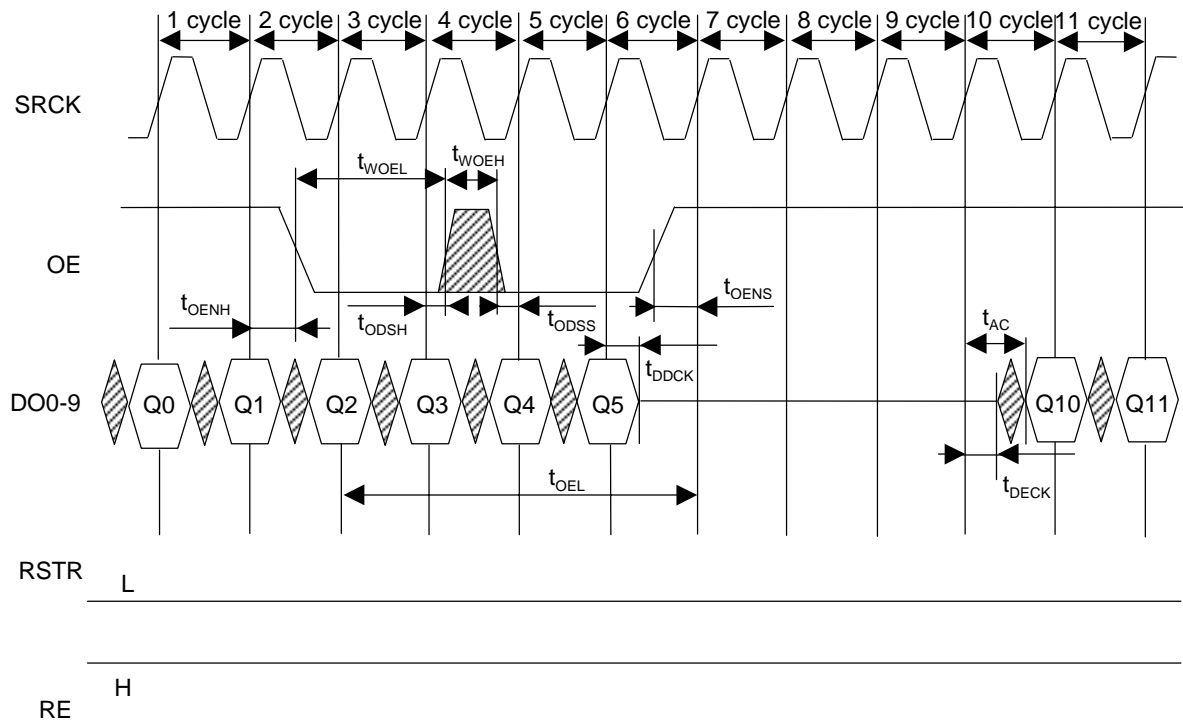 1 cycle 2 cycle 3 cycle 4 cycle 5 cycle 6 cycle 7 cycle 8 cycle 9 cycle 10 cycle 11 cycle
SRCK
tWOEL tWOEH
OE
tOENH tODSH tODSS tOENS
tDDCK tAC
DO0-9 Q0 Q1 Q2 Q3 Q4 Q5 Q10 Q11
tOEL tDECK
RSTR L
H
RE